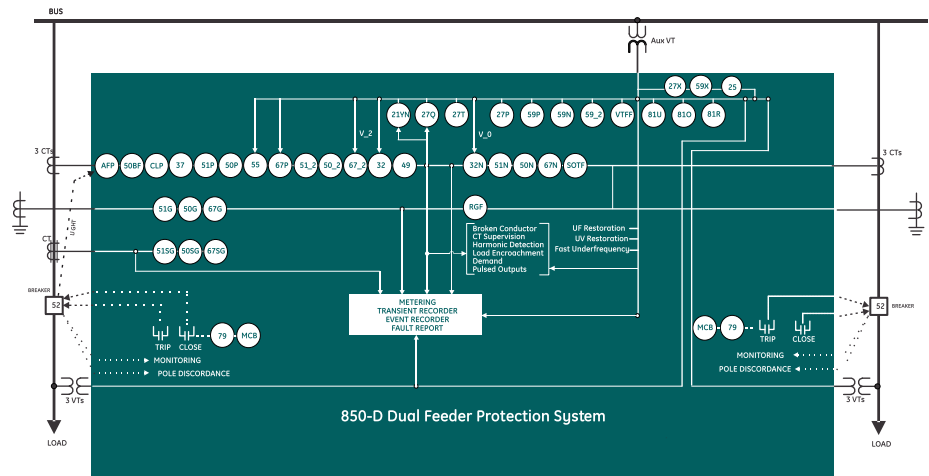 BUS
Aux VT
27X 59X 25
21YN 27Q 27T 27P 59P 59N 59_2 VTFF 81U 81O 81R
V_2 V_0
3 CTs
3 CTs
AFP 50BF CLP 37 51P 50P 55 67P 51_2 50_2 67_2 32 49 32N 51N 50N 67N SOTF
LIGHT
51G 50G 67G
RGF
CT
51SG 50SG 67SG
Broken Conductor
CT Supervision
Harmonic Detection
Load Encroachment
Demand
Pulsed Outputs
UF Restoration
UV Restoration
Fast Underfrequency
BREAKER
52
BREAKER
52
METERING
TRANSIENT RECORDER
EVENT RECORDER
FAULT REPORT
TRIP CLOSE 79 MCB
MCB 79 TRIP CLOSE
MONITORING
POLE DISCORDANCE
MONITORING
POLE DISCORDANCE
3 VTs
3 VTs
850-D Dual Feeder Protection System
LOAD
LOAD